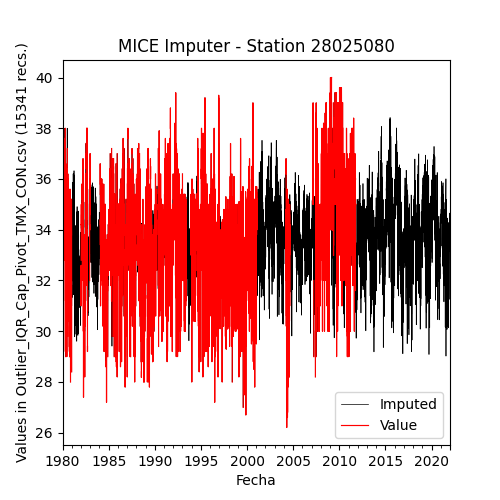 MICE Imputer - Station 28025080
Values in Outlier_IQR_Cap_Pivot_TMX_CON.csv (15341 recs.)
40
38
36
34
32
30
28
26
Imputed
Value
1980 1985 1990 1995 2000 2005 2010 2015 2020
Fecha